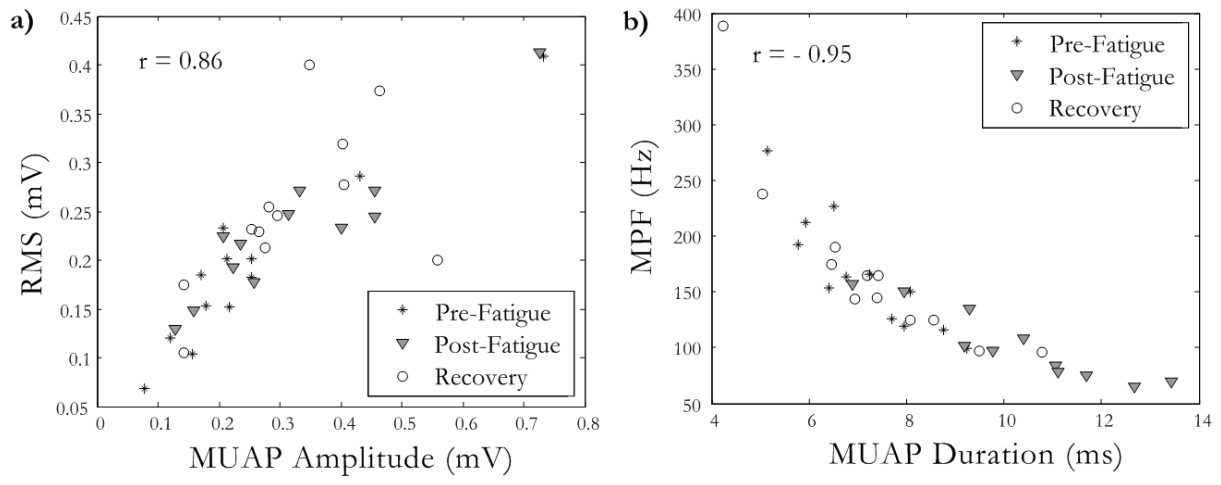 a)
r = 0.86
RMS (mV)
0.45
0.4
0.35
0.3
0.25
0.2
0.15
0.1
0.05
Pre-Fatigue
Post-Fatigue
Recovery
0 0.1 0.2 0.3 0.4 0.5 0.6 0.7 0.8
MUAP Amplitude (mV)
b)
r = - 0.95
MPF (Hz)
400
350
300
250
200
150
100
50
Pre-Fatigue
Post-Fatigue
Recovery
4 6 8 10 12 14
MUAP Duration (ms)